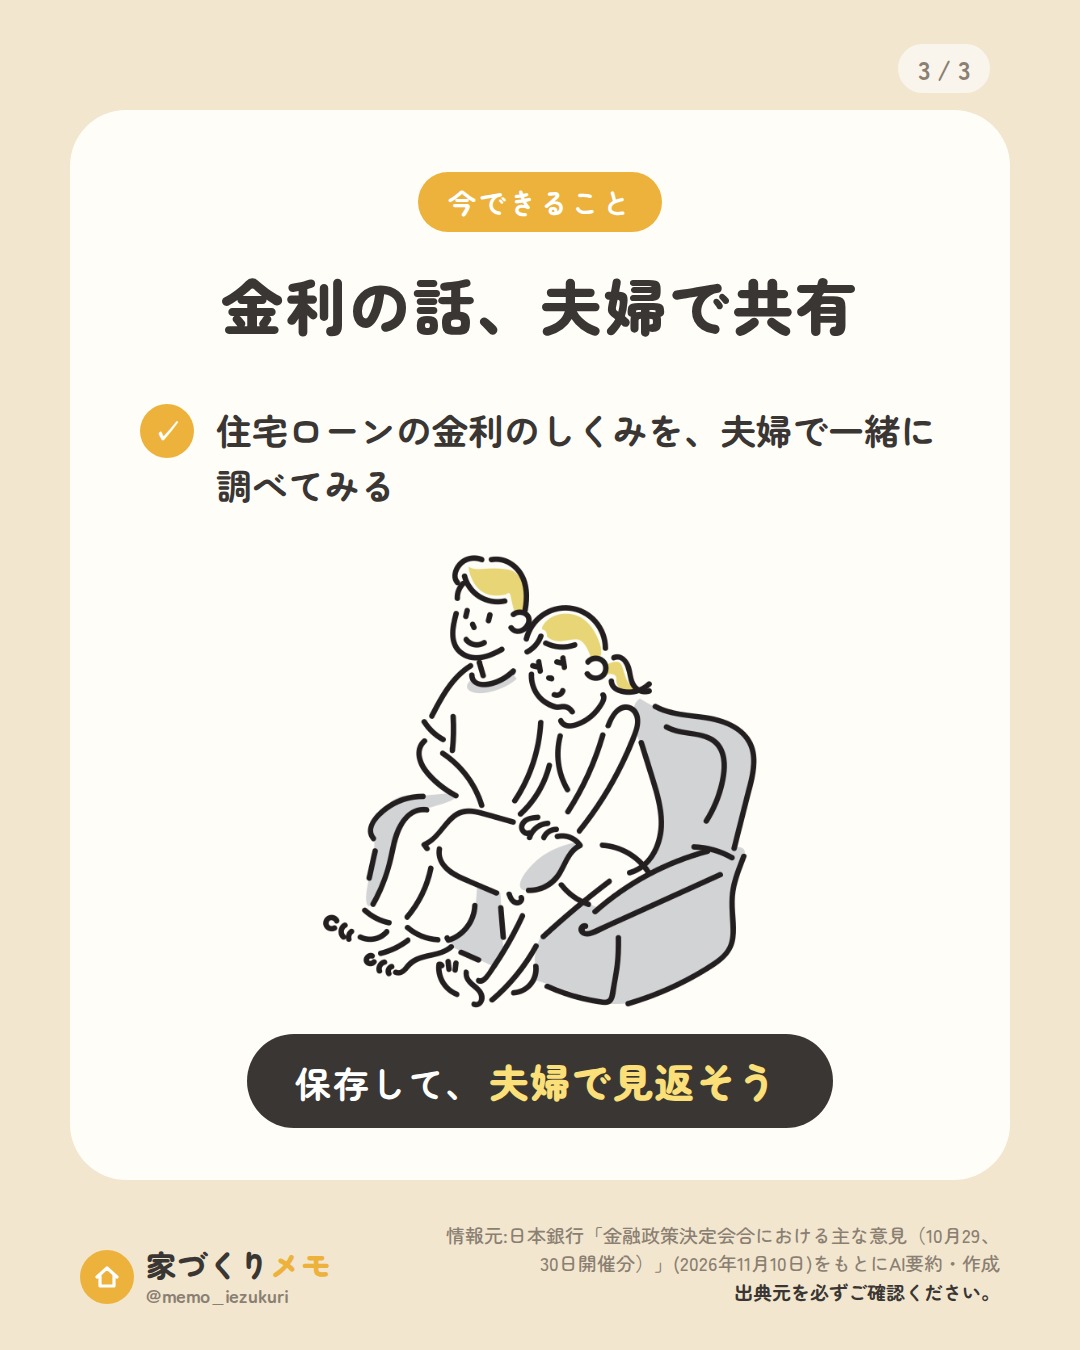 3 / 3
今できること
金利の話、夫婦で共有
✓ 住宅ローンの金利のしくみを、夫婦で一緒に
調べてみる
保存して、夫婦で見返そう
家づくりメモ
@memo_iezukuri
情報元:日本銀行「金融政策決定会合における主な意見（10月29、
30日開催分）」(2026年11月10日)をもとにAI要約・作成
出典元を必ずご確認ください。